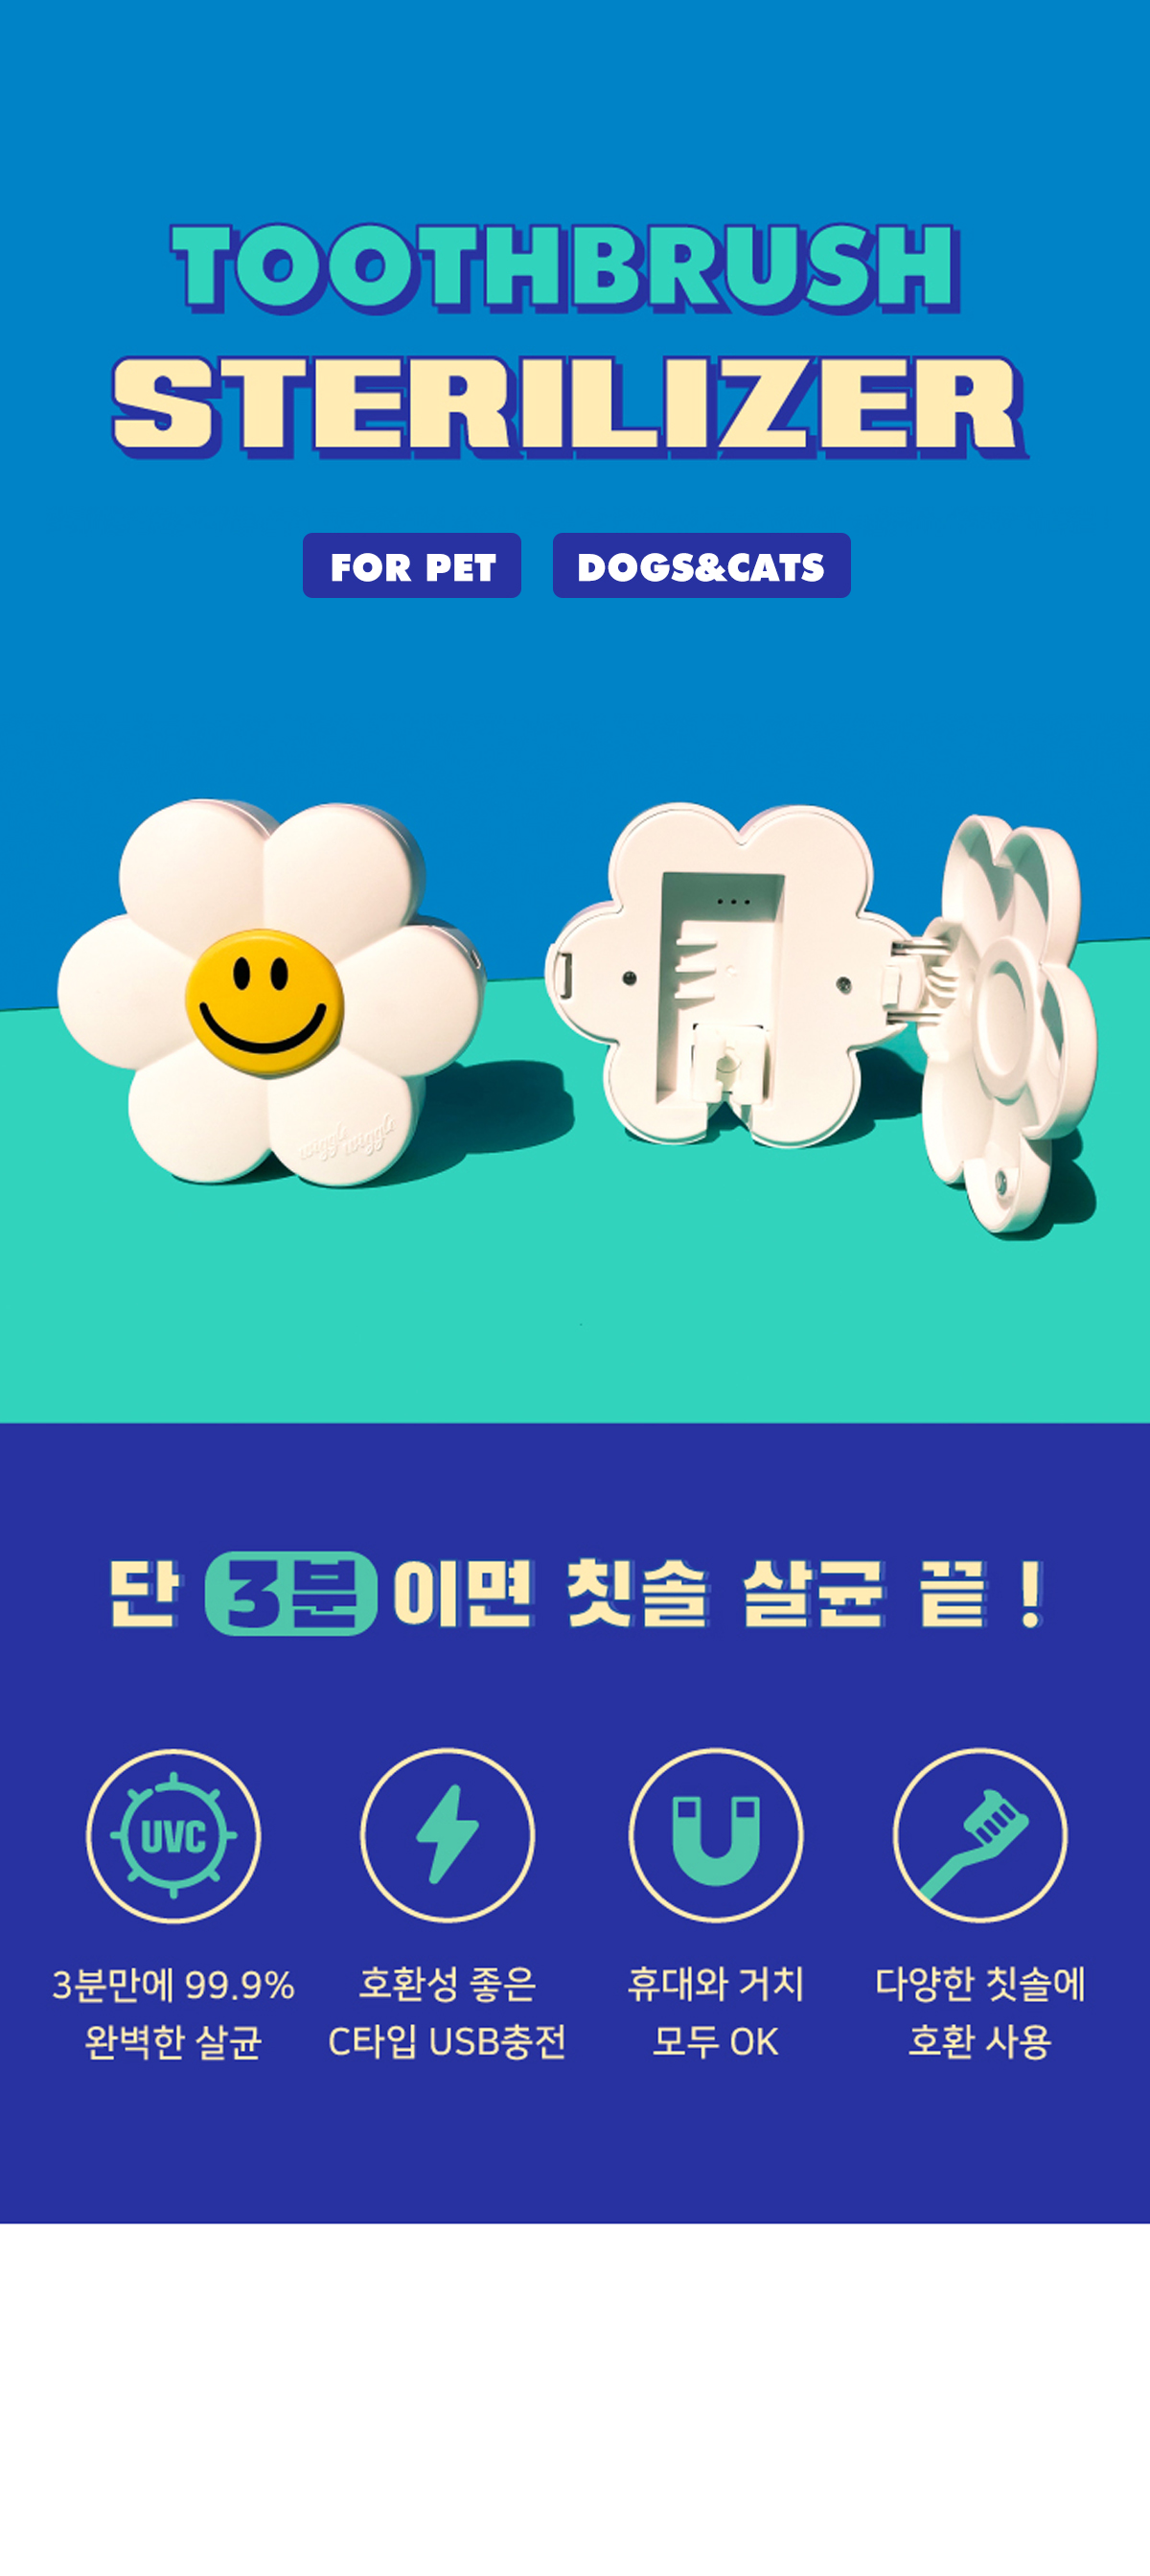 TOOTHBRUSH
STERILIZER
FOR PET DOGS&CATS
wiggle wiggle
단 3분이면 칫솔 살균 끝 !
UVC
3분만에 99.9%
완벽한 살균
호환성 좋은
C타입 USB충전
휴대와 거치
모두 OK
다양한 칫솔에
호환 사용